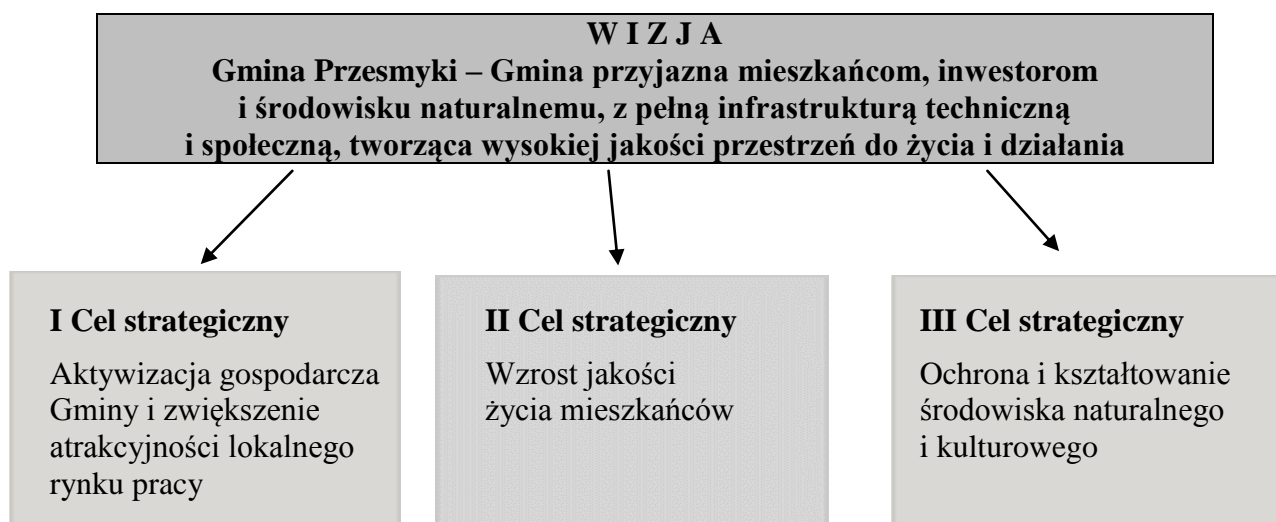 W I Z J A
Gmina Przesmyki – Gmina przyjazna mieszkańcom, inwestorom
i środowisku naturalnemu, z pełną infrastrukturą techniczną
i społeczną, tworząca wysokiej jakości przestrzeń do życia i działania
I Cel strategiczny
Aktywizacja gospodarcza
Gminy i zwiększenie
atrakcyjności lokalnego
rynku pracy
II Cel strategiczny
Wzrost jakości
życia mieszkańców
III Cel strategiczny
Ochrona i kształtowanie
środowiska naturalnego
i kulturowego